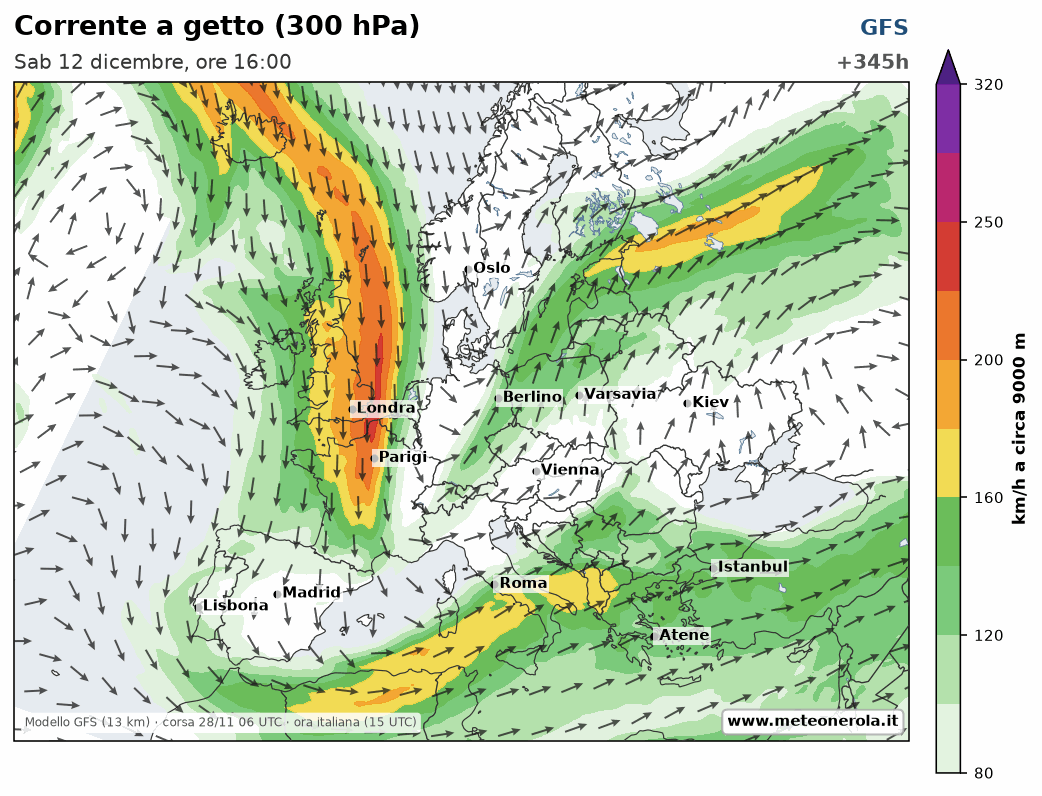 Corrente a getto (300 hPa)
GFS
Sab 12 dicembre, ore 16:00
+345h
320
250
200
160
120
80
km/h a circa 9000 m
Oslo
Berlino
Varsavia
Kiev
Londra
Parigi
Vienna
Istanbul
Roma
Madrid
Lisbona
Atene
Modello GFS (13 km) · corsa 28/11 06 UTC · ora italiana (15 UTC)
www.meteonerola.it